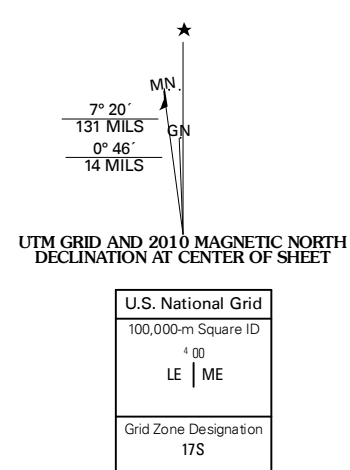 ★
MN
7° 20´
131 MILS
GN
0° 46´
14 MILS
UTM GRID AND 2010 MAGNETIC NORTH
DECLINATION AT CENTER OF SHEET
U.S. National Grid
100,000-m Square ID
4 00
LE ME
Grid Zone Designation
17S